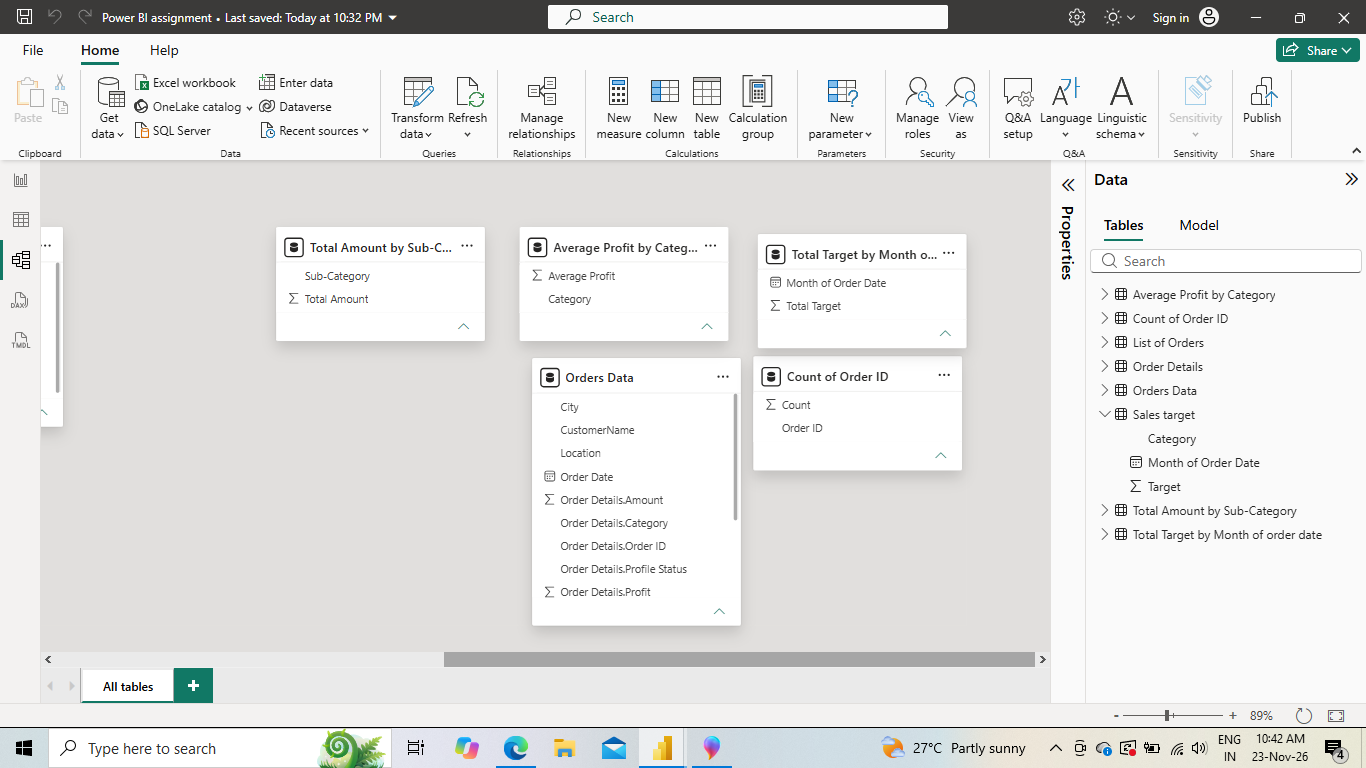 Power BI assignment • Last saved: Today at 10:32 PM
Search
Sign in
File
Home
Help
Share
Paste
Clipboard
Get data
Excel workbook
OneLake catalog
SQL Server
Enter data
Dataverse
Recent sources
Data
Transform data
Refresh
Queries
Manage relationships
Relationships
New measure
New column
New table
Calculation group
Calculations
New parameter
Parameters
Manage roles
View as
Security
Q&A setup
Language
Linguistic schema
Q&A
Sensitivity
Sensitivity
Publish
Share
DAX
TMDL
Total Amount by Sub-C...
Sub-Category
Total Amount
Average Profit by Categ...
Average Profit
Category
Total Target by Month o...
Month of Order Date
Total Target
Orders Data
City
CustomerName
Location
Order Date
Order Details.Amount
Order Details.Category
Order Details.Order ID
Order Details.Profile Status
Order Details.Profit
Count of Order ID
Count
Order ID
Properties
Data
Tables
Model
Search
Average Profit by Category
Count of Order ID
List of Orders
Order Details
Orders Data
Sales target
Category
Month of Order Date
Target
Total Amount by Sub-Category
Total Target by Month of order date
All tables
+
- + 89%
Type here to search
27°C Partly sunny
ENG
IN
10:42 AM
23-Nov-26
4